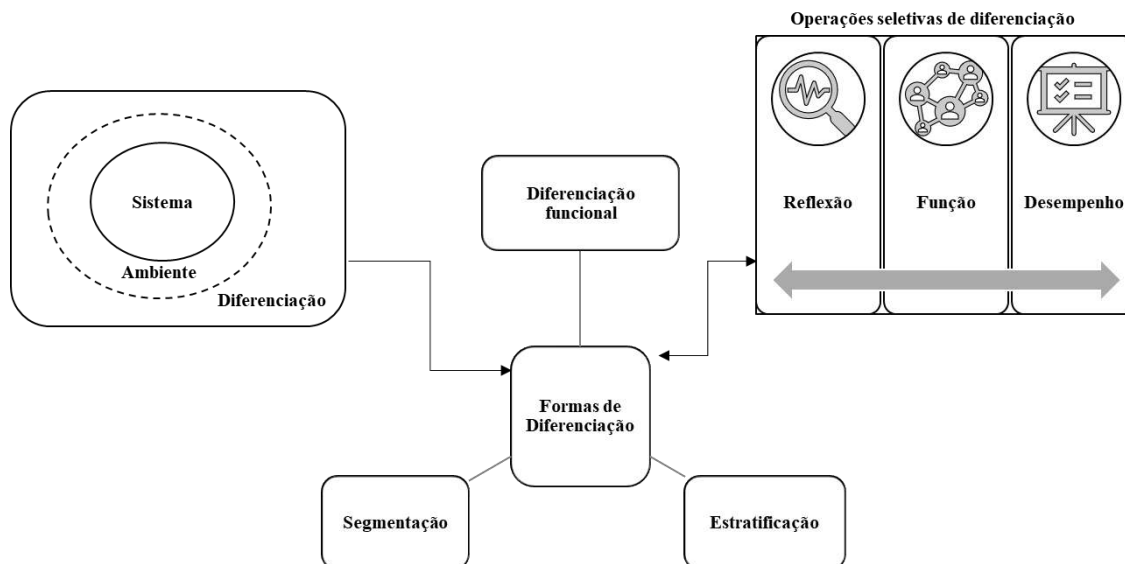 Operações seletivas de diferenciação
Reflexão
Função
Desempenho
Sistema
Ambiente
Diferenciação
Diferenciação
funcional
Formas de
Diferenciação
Segmentação
Estratificação